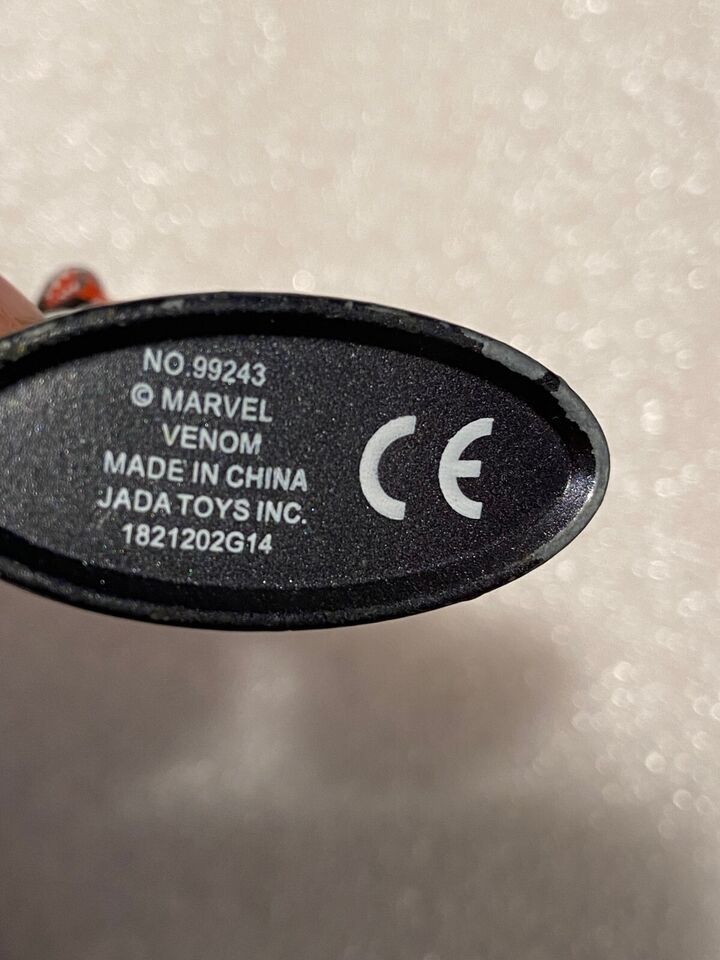 NO.99243
© MARVEL
VENOM
MADE IN CHINA
JADA TOYS INC.
1821202G14
CE